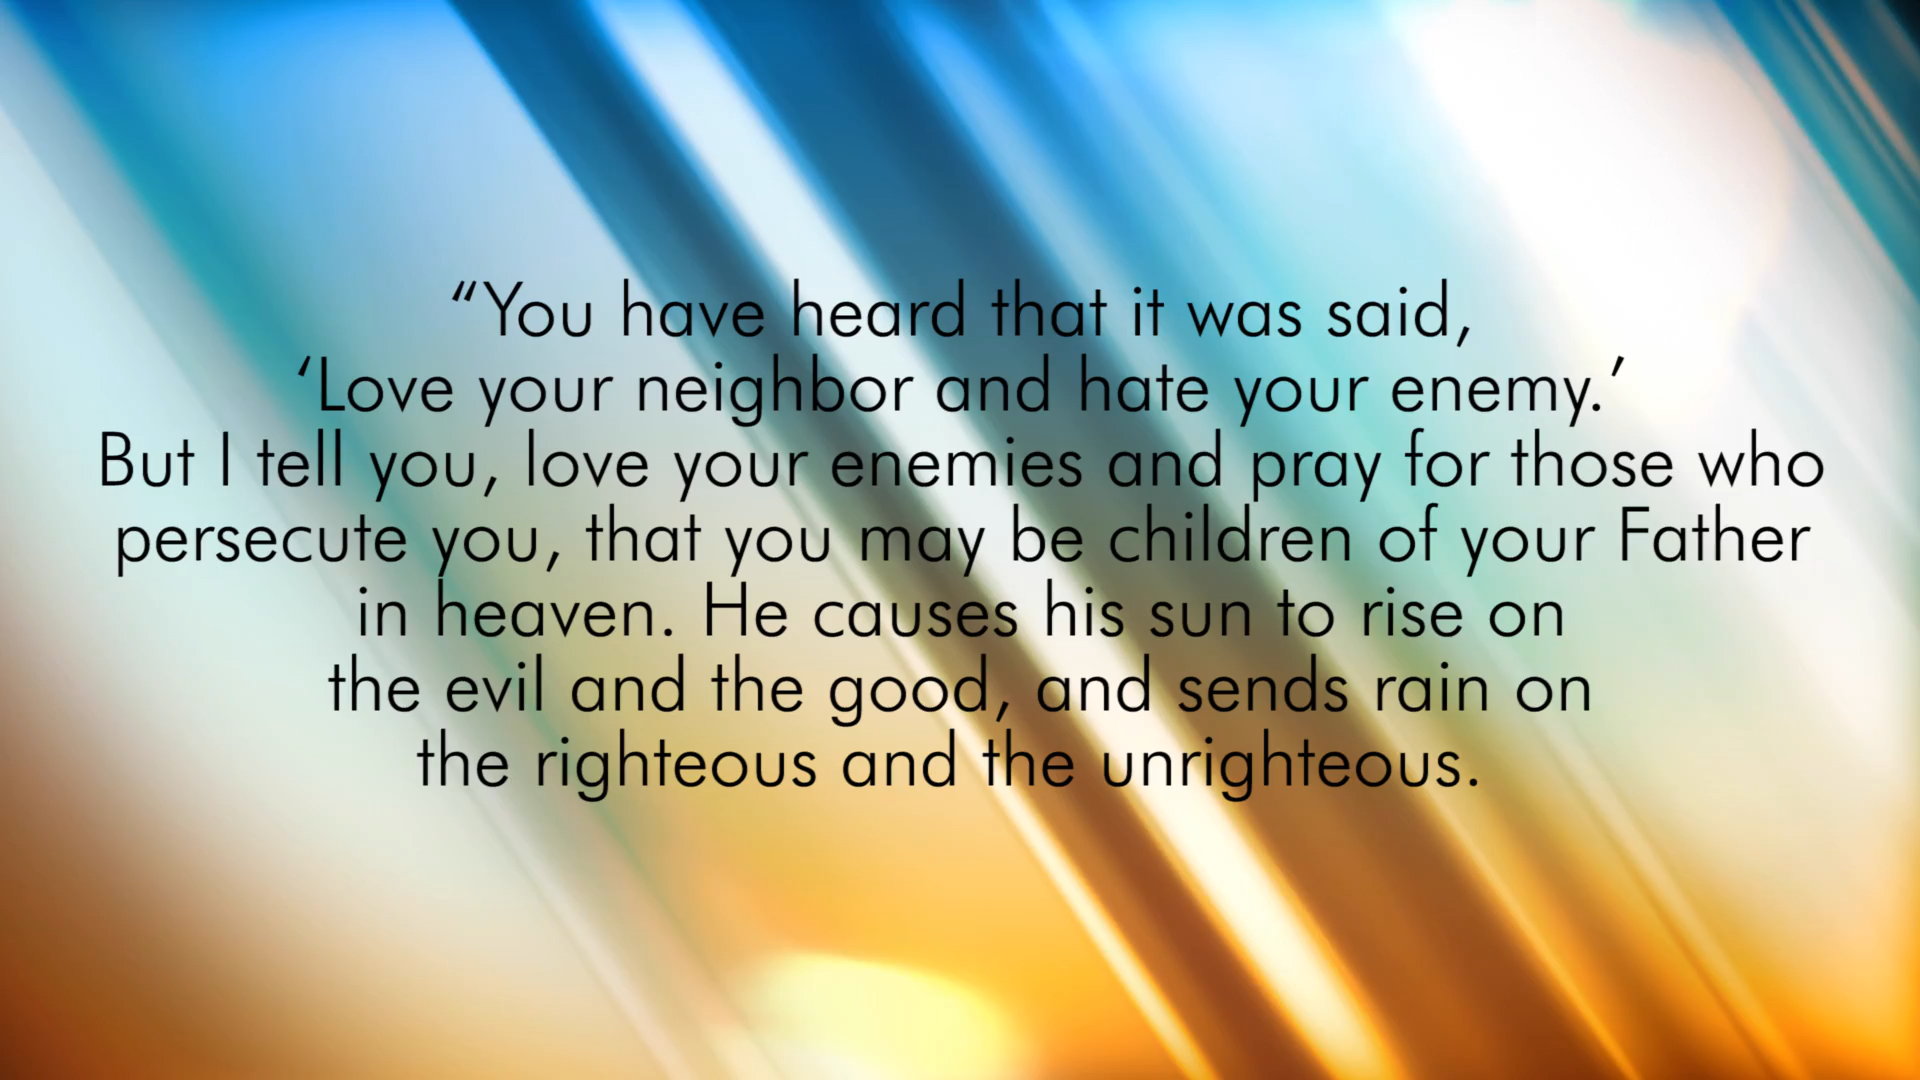 “You have heard that it was said,
‘Love your neighbor and hate your enemy.’
But I tell you, love your enemies and pray for those who
persecute you, that you may be children of your Father
in heaven. He causes his sun to rise on
the evil and the good, and sends rain on
the righteous and the unrighteous.